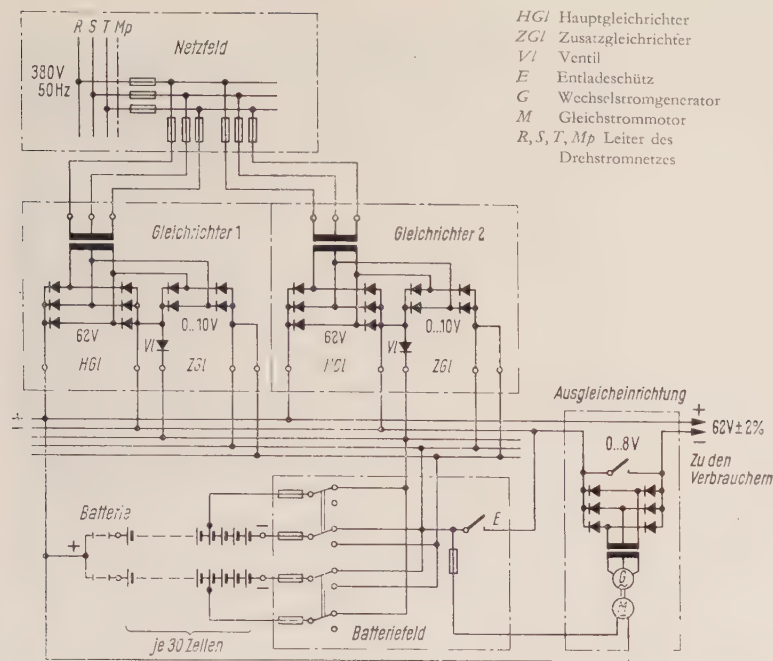 R S T Mp
Netzfeld
380V
50Hz
HGl Hauptgleichrichter
ZGl Zusatzgleichrichter
Vl Ventil
E Entladeschütz
G Wechselstromgenerator
M Gleichstrommotor
R, S, T, Mp Leiter des
Drehstromnetzes
Gleichrichter 1
Gleichrichter 2
62V
0...10V
Vl
HGl
ZGl
62V
0...10V
Vl
HGl
ZGl
Ausgleicheinrichtung
+
62V±2%
−
0...8V
Zu den
Verbrauchern
Batterie
+
−
−
E
G
M
je 30 Zellen
Batteriefeld